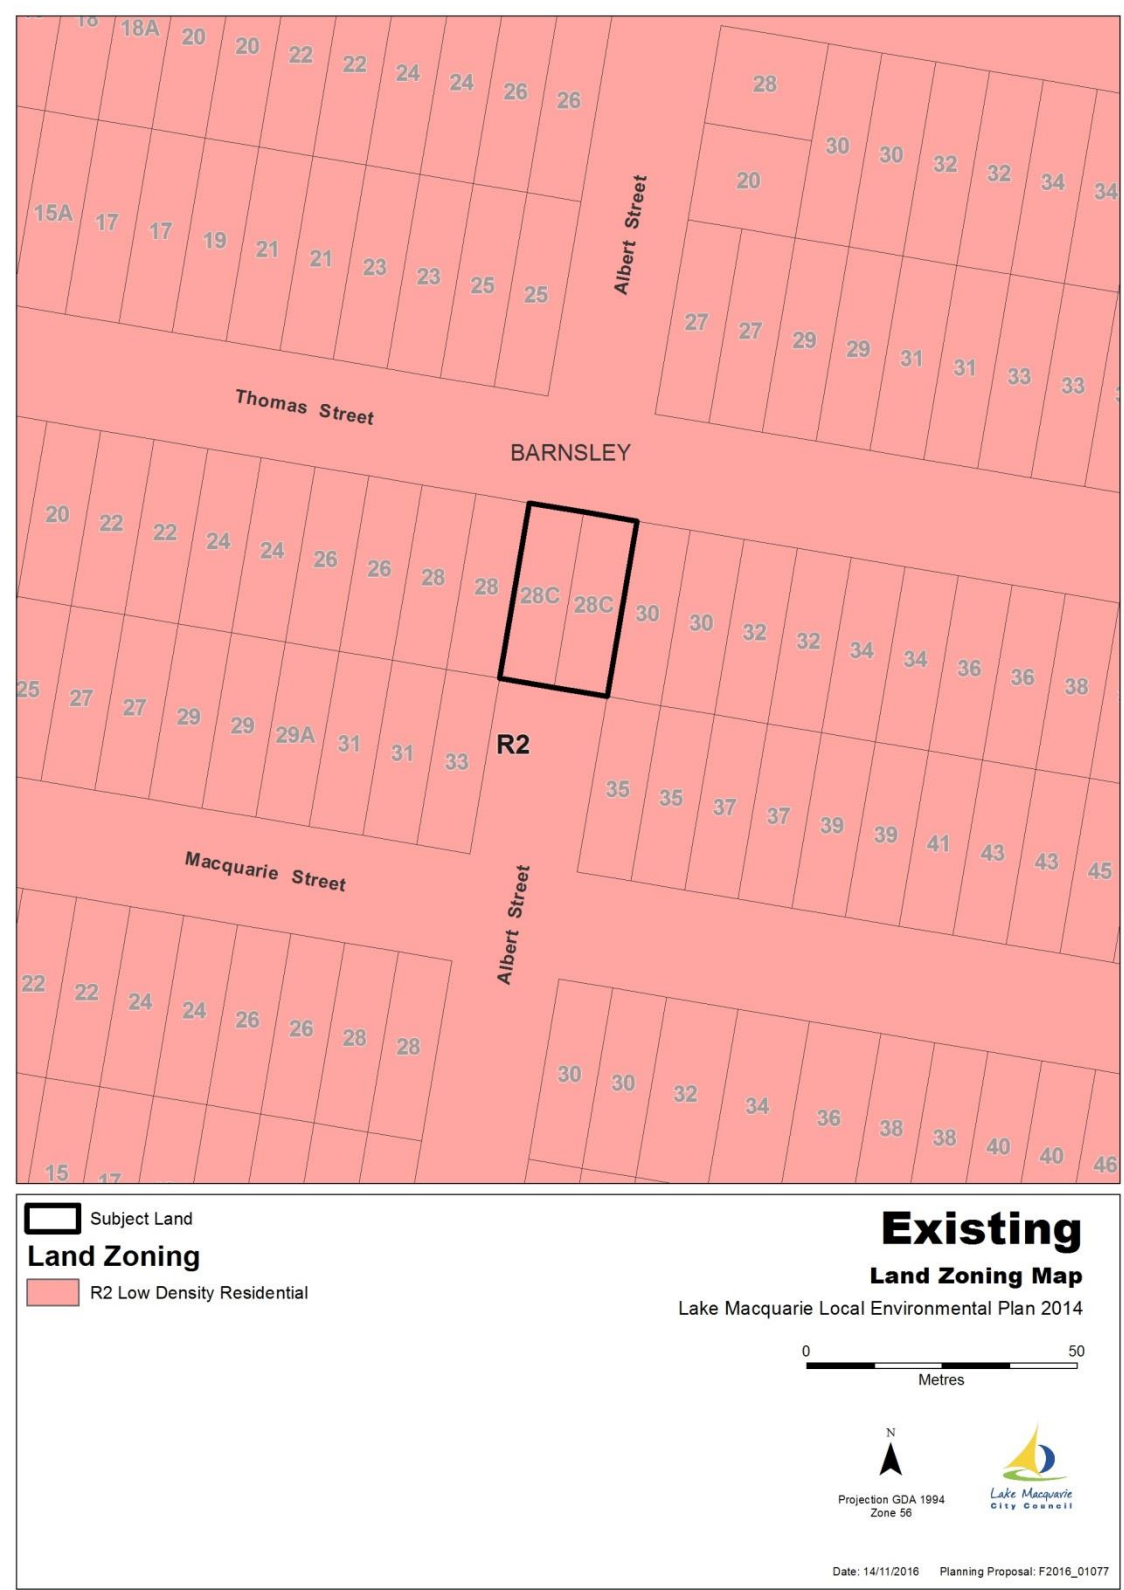 18 18A 20 20 22 22 24 24 26 26
28
30 30 32 32 34 34
20
15A 17 17 19 21 21 23 23 25 25
Albert Street
27 27 29 29 31 31 33 33
Thomas Street
BARNSLEY
20 22 22 24 24 26 26 28 28 28C 28C 30 30 32 32 34 34 36 36 38
25 27 27 29 29 29A 31 31 33
R2
35 35 37 37 39 39 41 43 43 45
Macquarie Street
Albert Street
22 22 24 24 26 26 28 28
30 30 32 34 36 38 38 40 40 46
15 17
Subject Land
Land Zoning
R2 Low Density Residential
Existing
Land Zoning Map
Lake Macquarie Local Environmental Plan 2014
0 50
Metres
N
Projection GDA 1994
Zone 56
Lake Macquarie
City Council
Date: 14/11/2016 Planning Proposal: F2016_01077